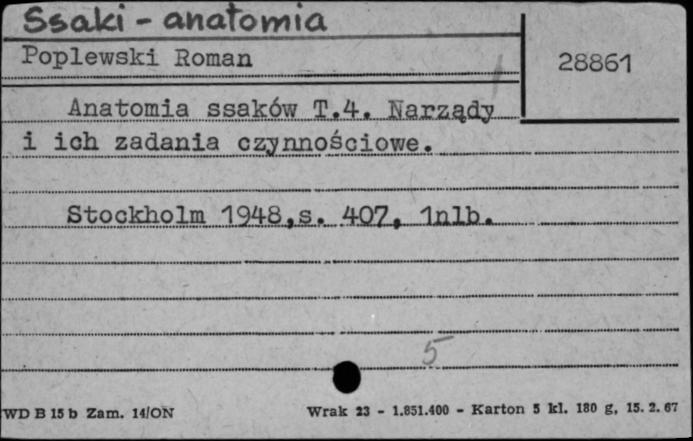 Ssaki - anatomia
Poplewski Roman
28861
Anatomia ssaków T.4. Narządy
i ich zadania czynnościowe.
Stockholm 1948,s. 407, 1nlb.
5
WD B 15 b Zam. 14/ON
Wrak 23 - 1.851.400 - Karton 5 kl. 180 g, 15. 2. 67